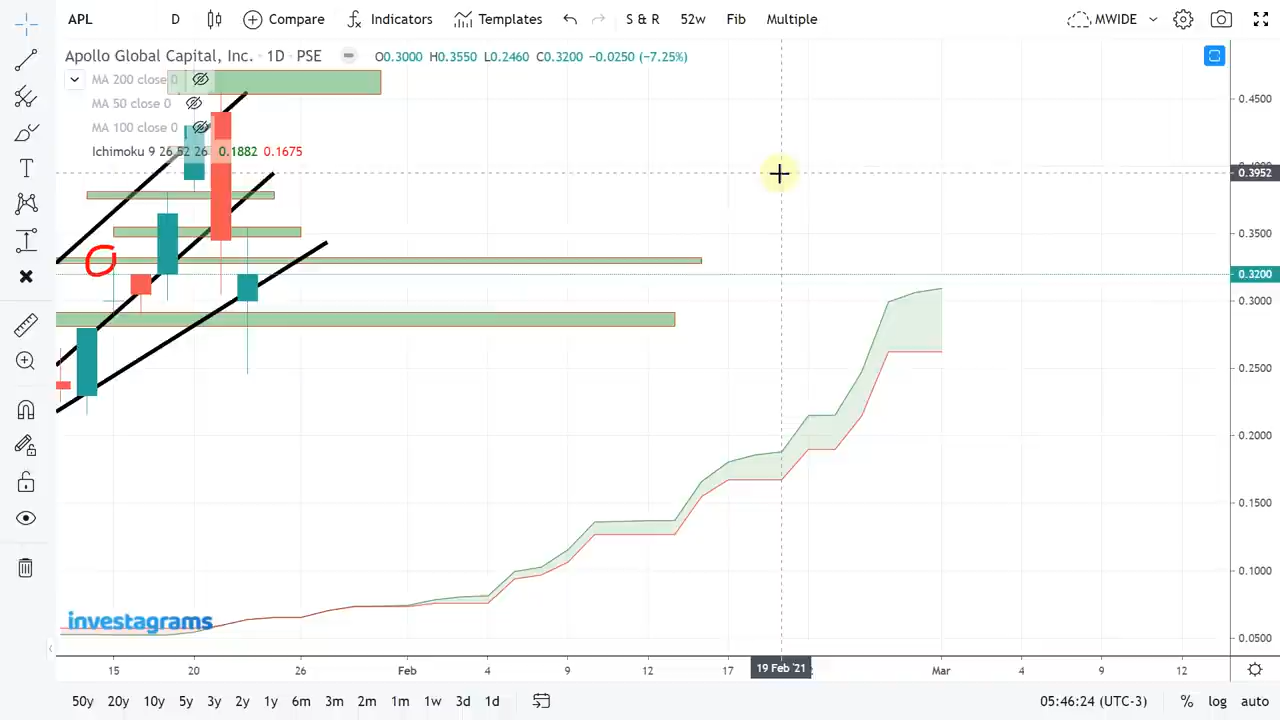 APL D Compare Indicators Templates S & R 52w Fib Multiple MWIDE
Apollo Global Capital, Inc. · 1D · PSE O0.3000 H0.3550 L0.2460 C0.3200 −0.0250 (−7.25%)
MA 200 close 0
MA 50 close 0
MA 100 close 0
Ichimoku 9 26 52 26 0.1882 0.1675
0.4500
0.3952
0.3500
0.3200
0.3000
0.2500
0.2000
0.1500
0.1000
0.0500
investagrams
15 20 26 Feb 4 9 12 17 19 Feb '21 Mar 4 9 12
50y 20y 10y 5y 3y 2y 1y 6m 3m 2m 1m 1w 3d 1d 05:46:24 (UTC-3) % log auto